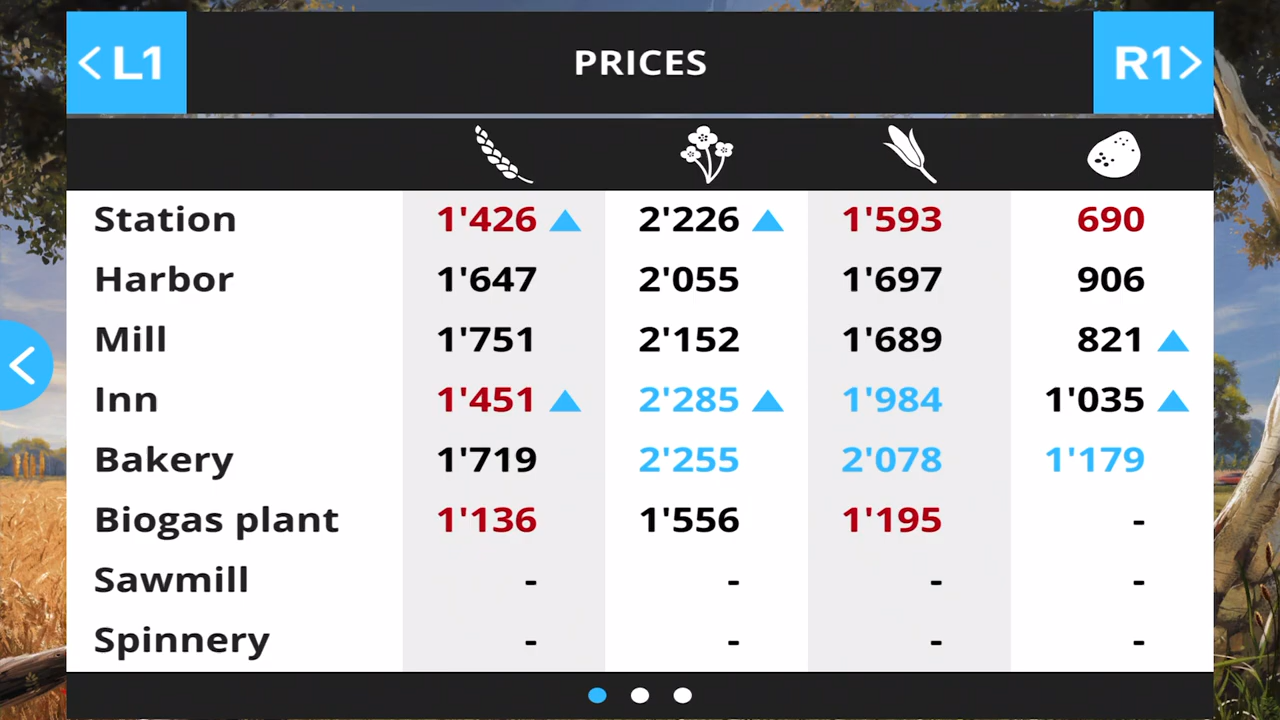 <L1 PRICES R1>
Station 1'426 2'226 1'593 690
Harbor 1'647 2'055 1'697 906
Mill 1'751 2'152 1'689 821
Inn 1'451 2'285 1'984 1'035
Bakery 1'719 2'255 2'078 1'179
Biogas plant 1'136 1'556 1'195 -
Sawmill - - - -
Spinnery - - - -